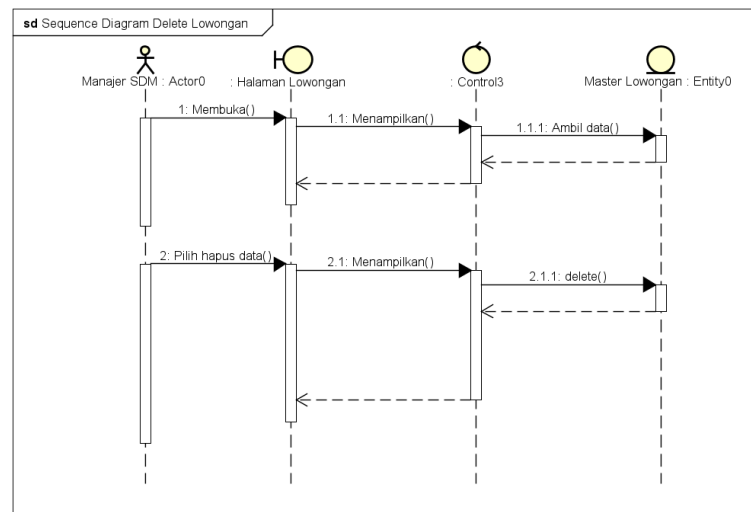 sd Sequence Diagram Delete Lowongan
Manajer SDM : Actor0
: Halaman Lowongan
: Control3
Master Lowongan : Entity0
1: Membuka()
1.1: Menampilkan()
1.1.1: Ambil data()
2: Pilih hapus data()
2.1: Menampilkan()
2.1.1: delete()